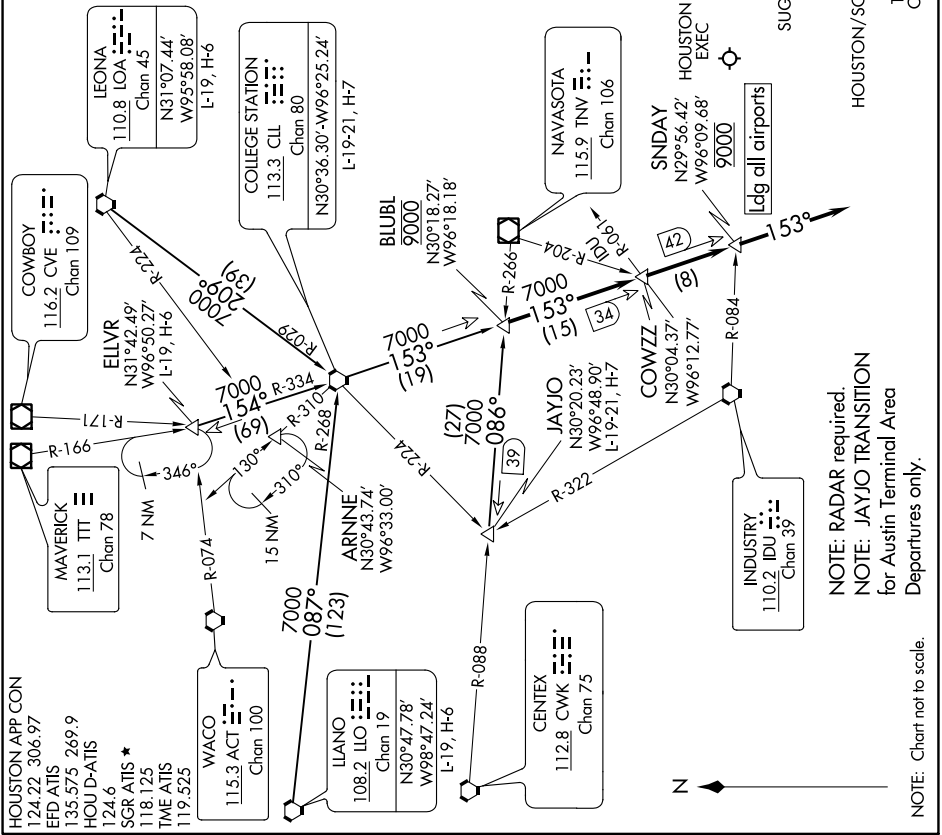 HOUSTON APP CON
124.22 306.97
EFD ATIS
135.575 269.9
HOU D-ATIS
124.6
SGR ATIS ★
118.125
TME ATIS
119.525
MAVERICK
113.1 TTT
Chan 78
COWBOY
116.2 CVE
Chan 109
LEONA
110.8 LOA
Chan 45
N31°07.44'
W95°58.08'
L-19, H-6
R-166
R-171
ELLVR
N31°42.49'
W96°50.27'
L-19, H-6
R-224
7000
209°
(39)
R-029
COLLEGE STATION
113.3 CLL
Chan 80
N30°36.30'-W96°25.24'
L-19-21, H-7
346°
7 NM
7000
154°
(69)
R-334
R-310
R-268
130°
310°
15 NM
ARNNE
N30°43.74'
W96°33.00'
R-074
WACO
115.3 ACT
Chan 100
7000
087°
(123)
LLANO
108.2 LLO
Chan 19
N30°47.78'
W98°47.24'
L-19, H-6
7000
153°
(19)
BLUBL
9000
N30°18.27'
W96°18.18'
R-224
NAVASOTA
115.9 TNV
Chan 106
R-266
R-204
IDU
R-061
7000
153°
(15)
34
(27)
7000
086°
39
JAYJO
N30°20.23'
W96°48.90'
L-19-21, H-7
COWZZ
N30°04.37'
W96°12.77'
42
(8)
SNDAY
N29°56.42'
W96°09.68'
9000
Ldg all airports
153°
HOUSTON
EXEC
SUG
HOUSTON/SO
R-088
CENTEX
112.8 CWK
Chan 75
R-322
R-084
INDUSTRY
110.2 IDU
Chan 39
NOTE: RADAR required.
NOTE: JAYJO TRANSITION
for Austin Terminal Area
Departures only.
N
NOTE: Chart not to scale.